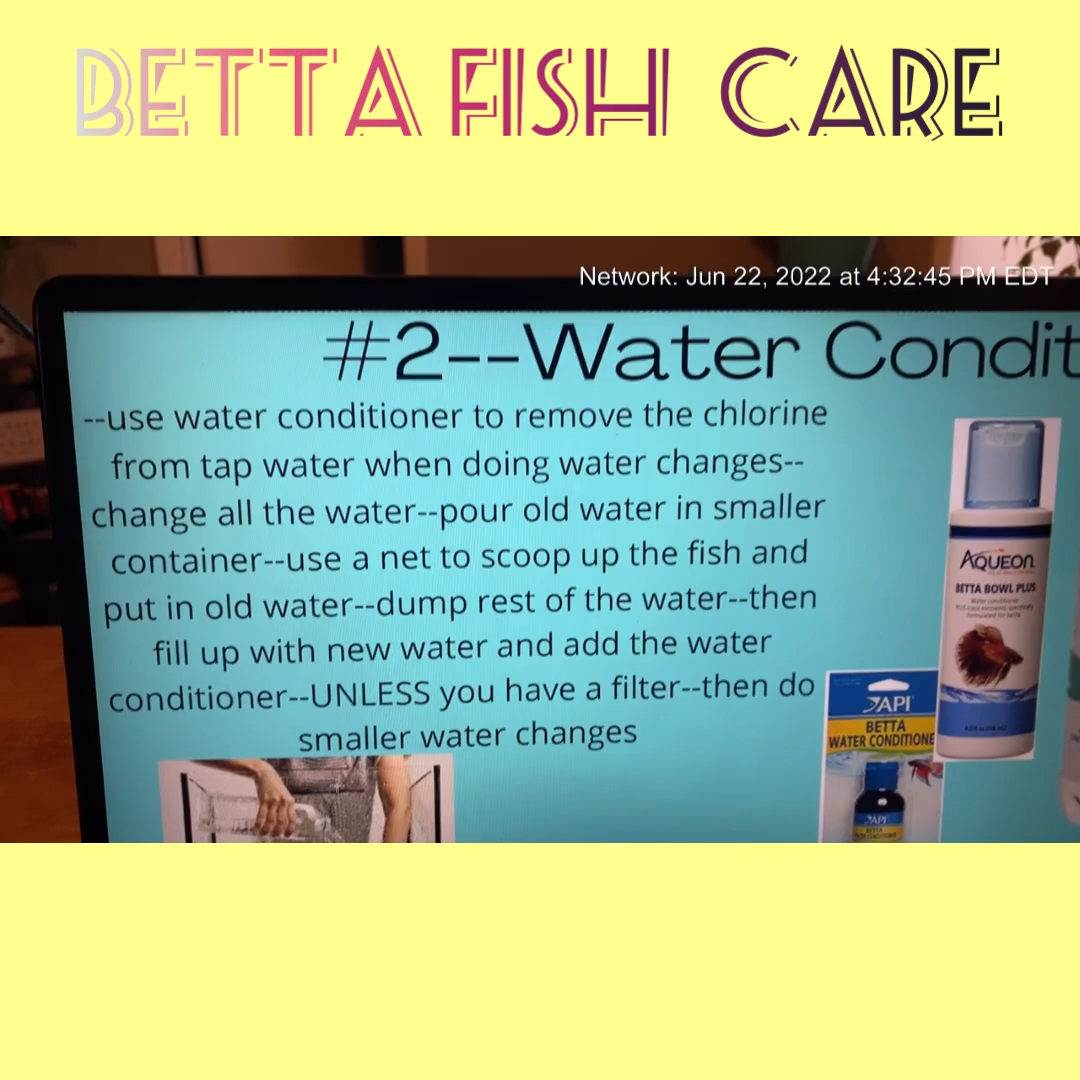 BETTA FISH CARE
Network: Jun 22, 2022 at 4:32:45 PM EDT
#2--Water Condit
--use water conditioner to remove the chlorine
from tap water when doing water changes--
change all the water--pour old water in smaller
container--use a net to scoop up the fish and
put in old water--dump rest of the water--then
fill up with new water and add the water
conditioner--UNLESS you have a filter--then do
smaller water changes
AQUEON
BETTA BOWL PLUS
Water conditioner
API
BETTA
WATER CONDITIONE
API
BETTA